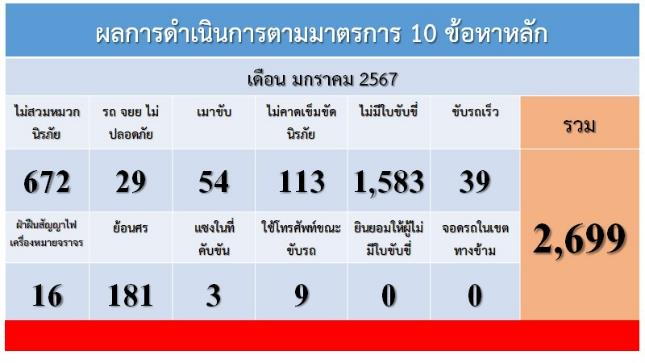 ผลการดำเนินการตามมาตรการ 10 ข้อหาหลัก
เดือน มกราคม 2567
ไม่สวมหมวก
นิรภัย
รถ จยย ไม่
ปลอดภัย
เมาขับ
ไม่คาดเข็มขัด
นิรภัย
ไม่มีใบขับขี่
ขับรถเร็ว
รวม
672
29
54
113
1,583
39
2,699
ฝ่าฝืนสัญญาไฟ
เครื่องหมายจราจร
ย้อนศร
แซงในที่
คับขัน
ใช้โทรศัพท์ขณะ
ขับรถ
ยินยอมให้ผู้ไม่
มีใบขับขี่
จอดรถในเขต
ทางข้าม
16
181
3
9
0
0